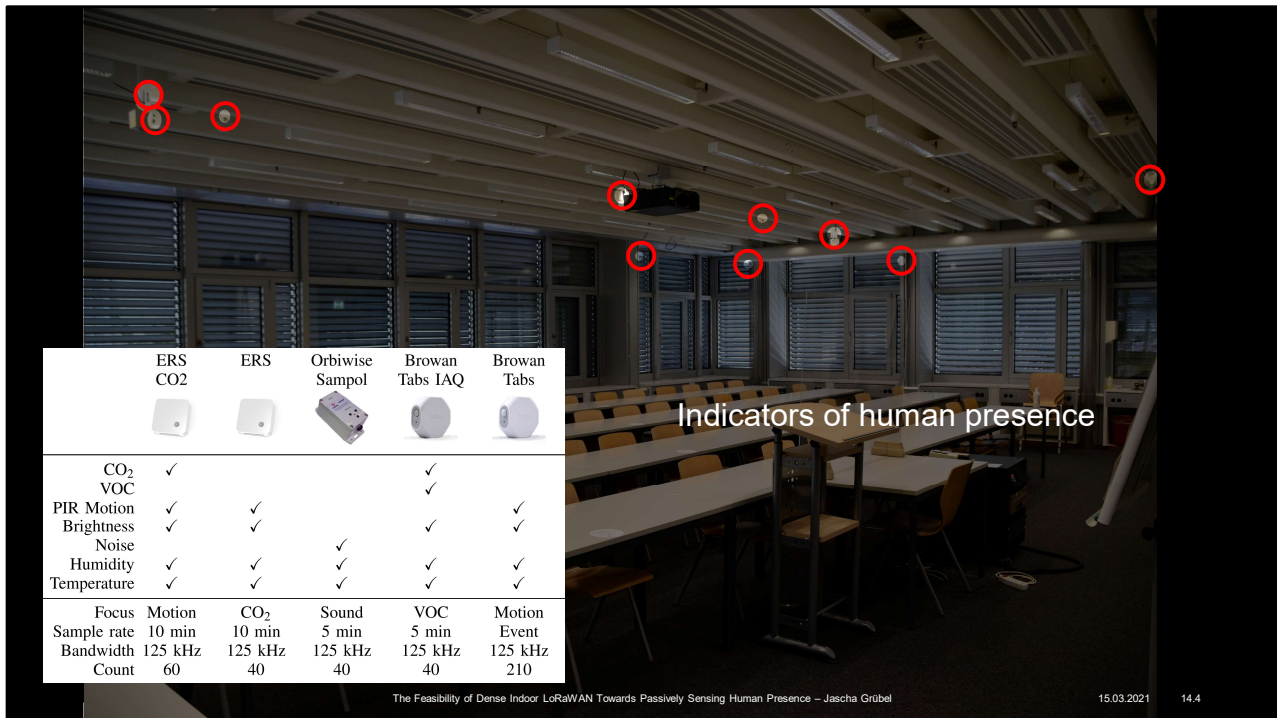 ERS ERS Orbiwise Browan Browan
CO2 Sampol Tabs IAQ Tabs
CO₂ ✓ ✓
VOC ✓
PIR Motion ✓ ✓ ✓
Brightness ✓ ✓ ✓ ✓
Noise ✓
Humidity ✓ ✓ ✓ ✓ ✓
Temperature ✓ ✓ ✓ ✓ ✓
Focus Motion CO₂ Sound VOC Motion
Sample rate 10 min 10 min 5 min 5 min Event
Bandwidth 125 kHz 125 kHz 125 kHz 125 kHz 125 kHz
Count 60 40 40 40 210
Indicators of human presence
The Feasibility of Dense Indoor LoRaWAN Towards Passively Sensing Human Presence – Jascha Grübel 15.03.2021 14.4